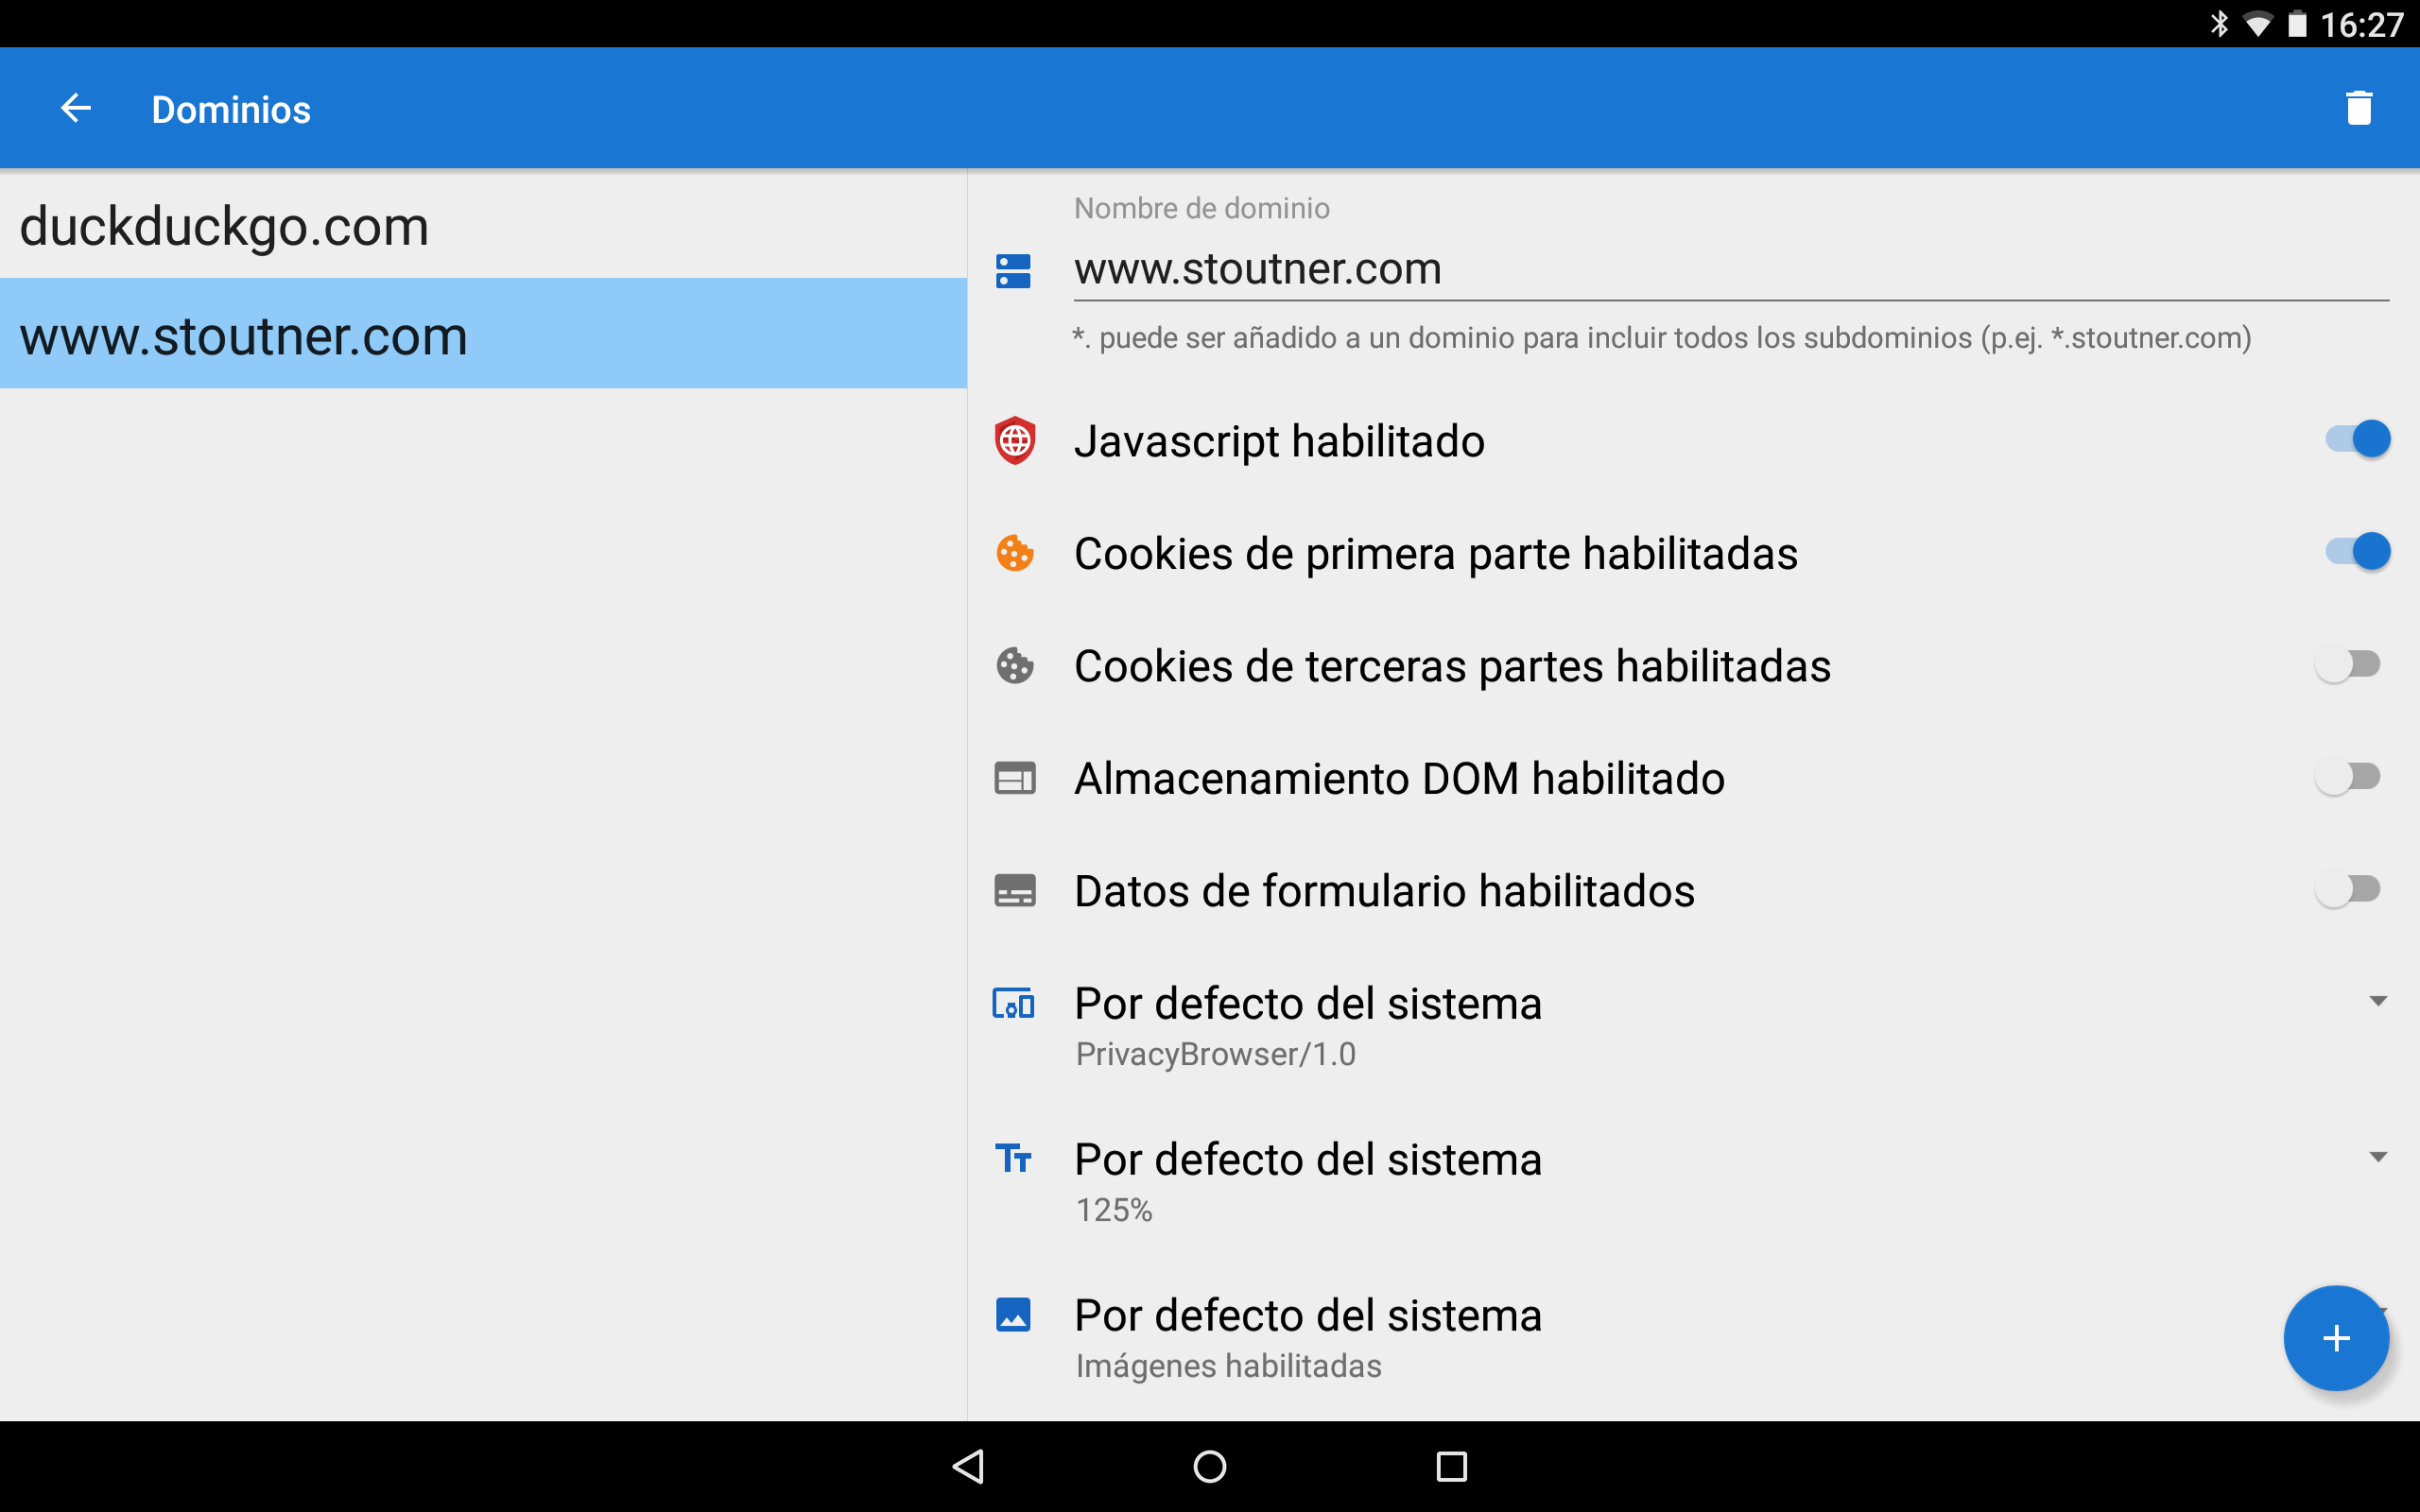 16:27
Dominios
duckduckgo.com
www.stoutner.com
Nombre de dominio
www.stoutner.com
*. puede ser añadido a un dominio para incluir todos los subdominios (p.ej. *.stoutner.com)
Javascript habilitado
Cookies de primera parte habilitadas
Cookies de terceras partes habilitadas
Almacenamiento DOM habilitado
Datos de formulario habilitados
Por defecto del sistema
PrivacyBrowser/1.0
Por defecto del sistema
125%
Por defecto del sistema
Imágenes habilitadas